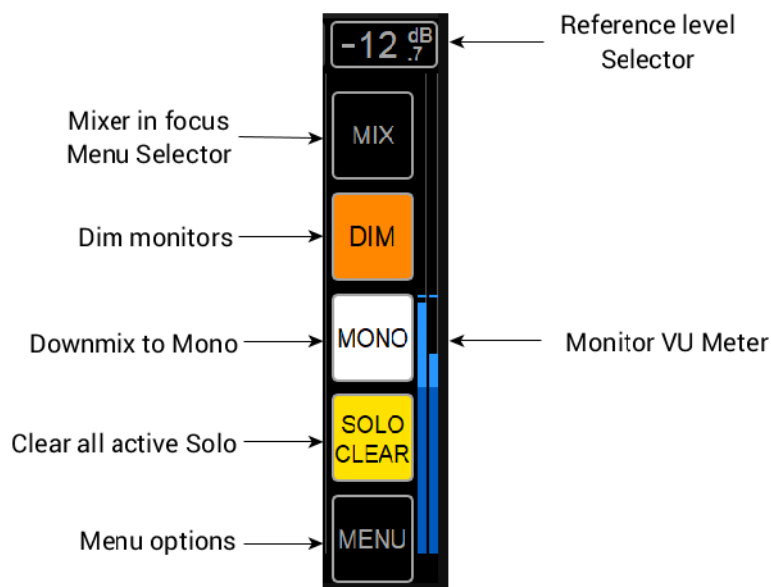 -12 dB
.7
Reference level
Selector
Mixer in focus
Menu Selector
MIX
Dim monitors
DIM
Downmix to Mono
MONO
Monitor VU Meter
Clear all active Solo
SOLO
CLEAR
Menu options
MENU